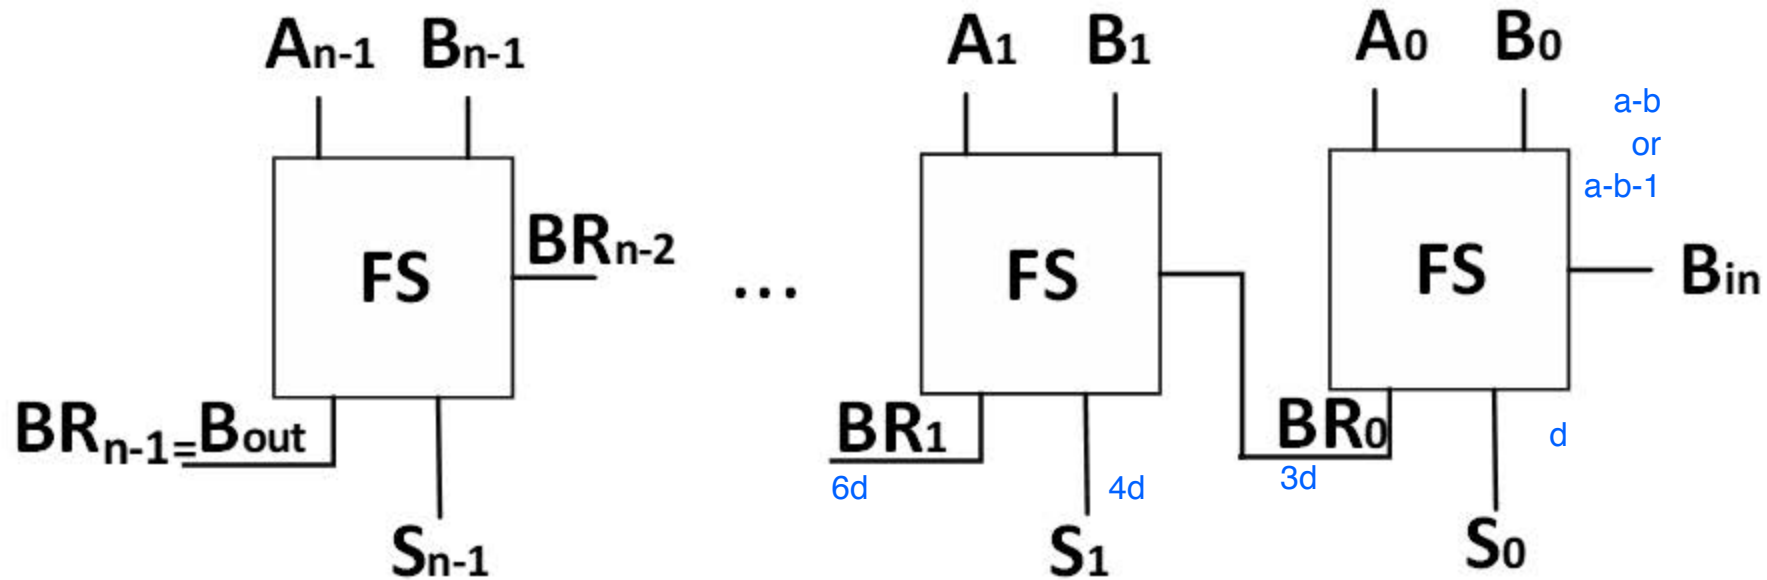 An-1 Bn-1 A1 B1 A0 B0
a-b
or
a-b-1
FS BRn-2 ... FS FS Bin
BRn-1=Bout BR1 BR0 d
6d 4d 3d
Sn-1 S1 S0